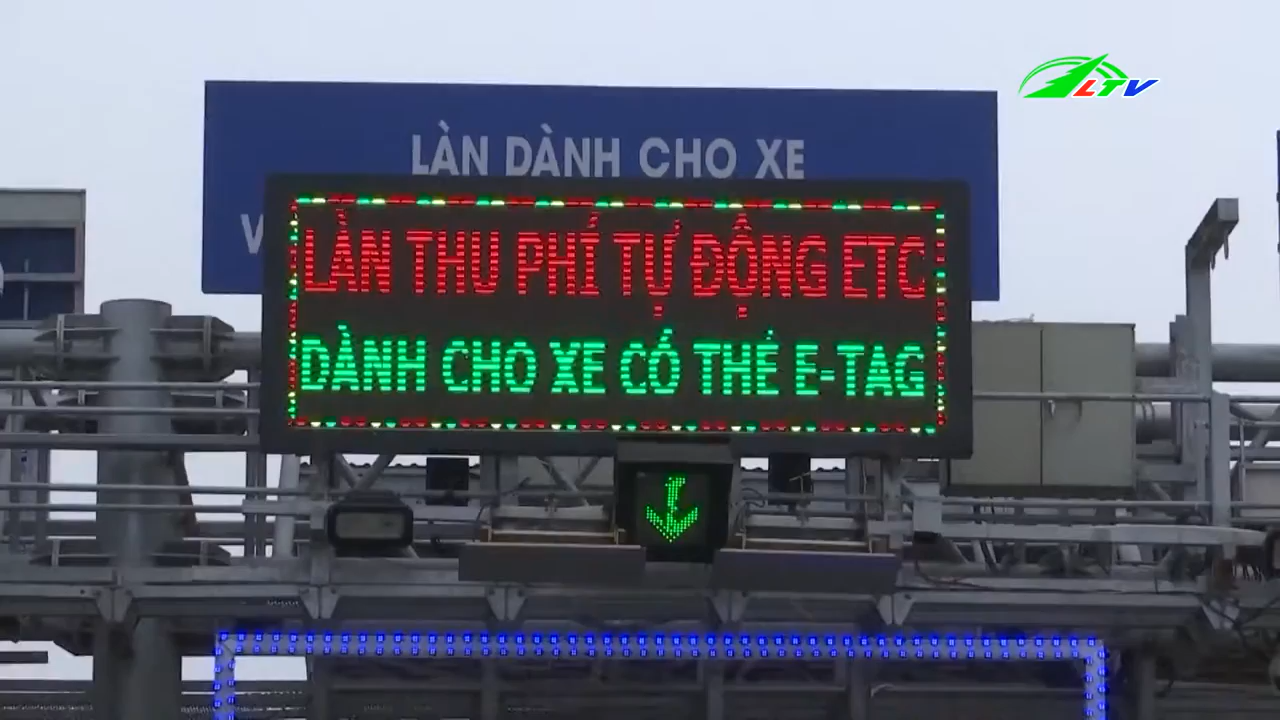 LTV
LÀN DÀNH CHO XE
LÀN THU PHÍ TỰ ĐỘNG ETC
DÀNH CHO XE CÓ THẺ E-TAG